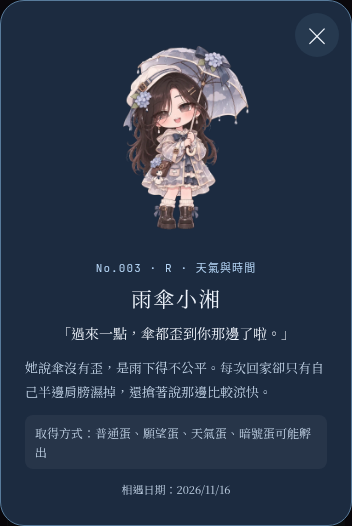 No.003 · R · 天氣與時間
雨傘小湘
「過來一點，傘都歪到你那邊了啦。」
她說傘沒有歪，是雨下得不公平。每次回家卻只有自
己半邊肩膀濕掉，還搶著說那邊比較涼快。
取得方式：普通蛋、願望蛋、天氣蛋、暗號蛋可能孵
出
相遇日期：2026/11/16